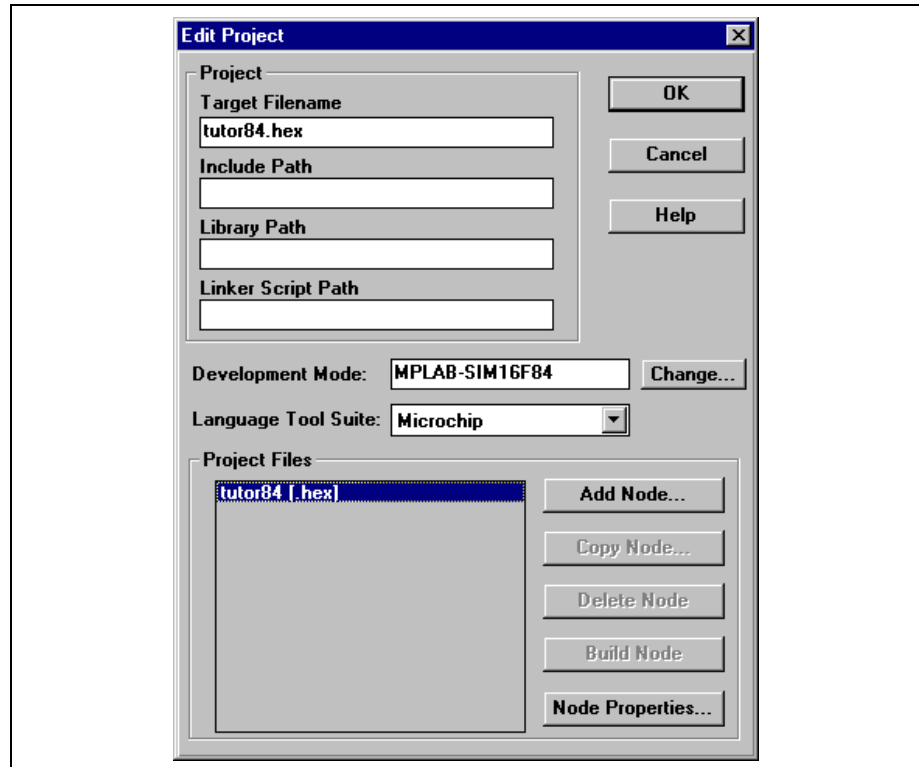 Edit Project
Project
Target Filename
tutor84.hex
Include Path
Library Path
Linker Script Path
OK
Cancel
Help
Development Mode: MPLAB-SIM16F84 Change...
Language Tool Suite: Microchip
Project Files
tutor84 [.hex]
Add Node...
Copy Node...
Delete Node
Build Node
Node Properties...